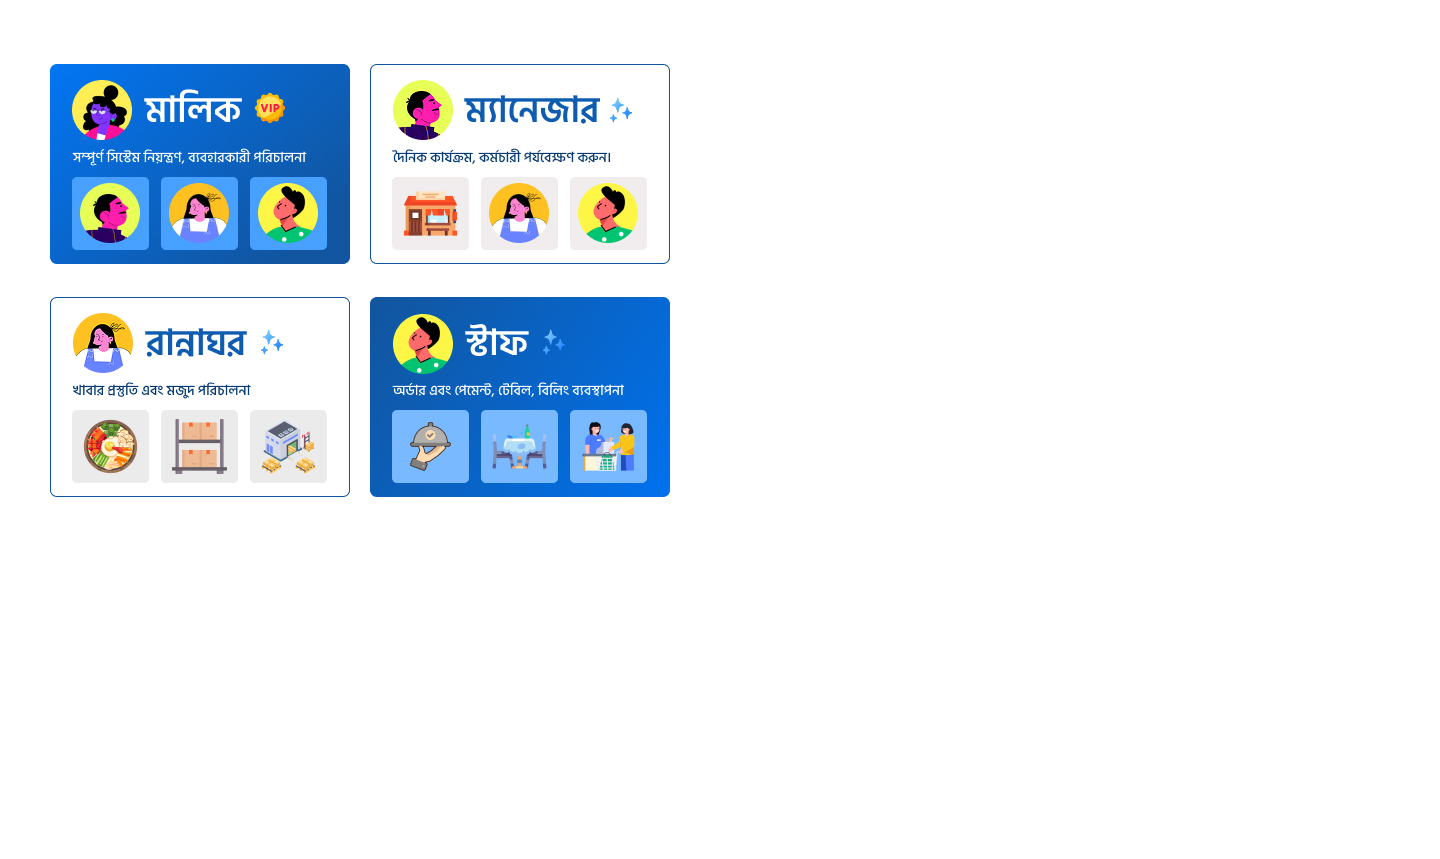 মালিক
VIP
সম্পূর্ণ সিস্টেম নিয়ন্ত্রণ, ব্যবহারকারী পরিচালনা
ম্যানেজার
দৈনিক কার্যক্রম, কর্মচারী পর্যবেক্ষণ করুন।
রান্নাঘর
খাবার প্রস্তুতি এবং মজুদ পরিচালনা
স্টাফ
অর্ডার এবং পেমেন্ট, টেবিল, বিলিং ব্যবস্থাপনা